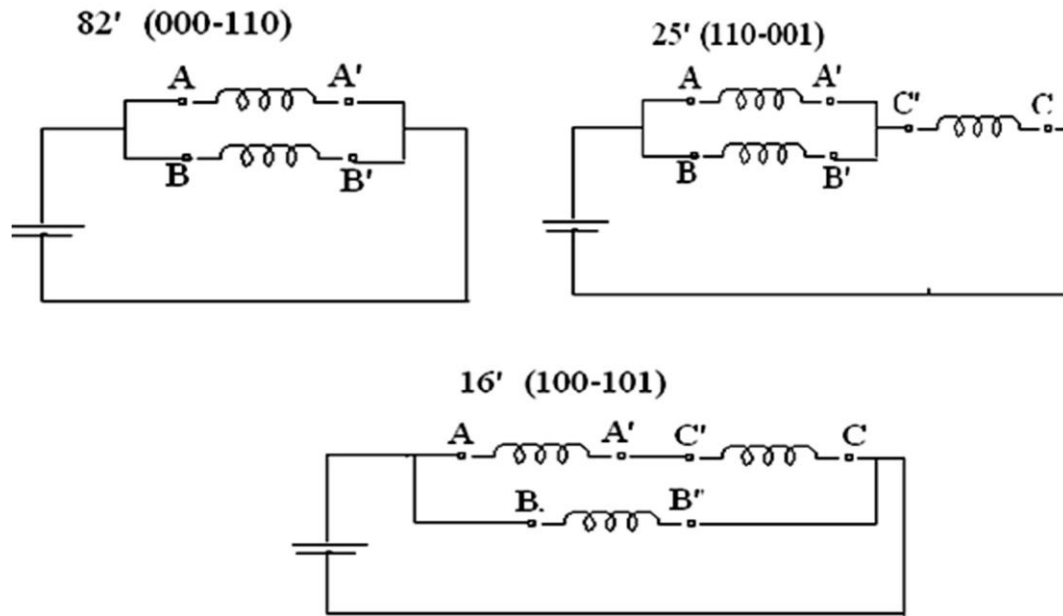 82' (000-110)
A A'
B B'
25' (110-001)
A A' C' C
B B'
16' (100-101)
A A' C' C
B. B"